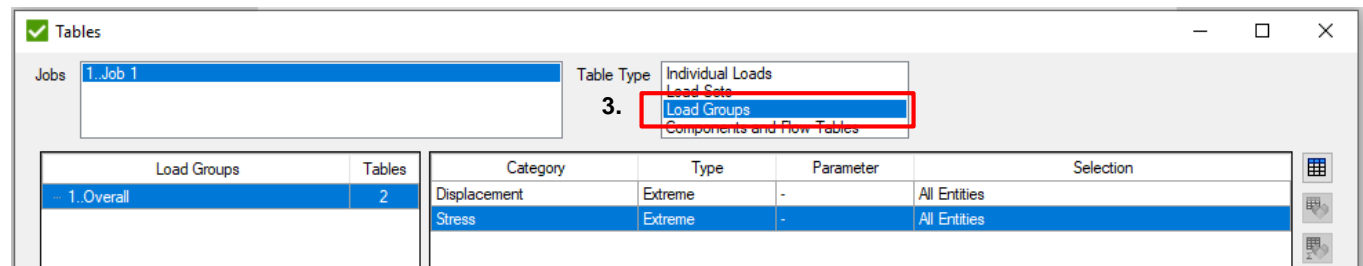 Tables
Jobs 1..Job 1 Table Type Individual Loads
Load Sets
3. Load Groups
Components and Flow Tables
Load Groups Tables Category Type Parameter Selection
1..Overall 2 Displacement Extreme - All Entities
Stress Extreme - All Entities